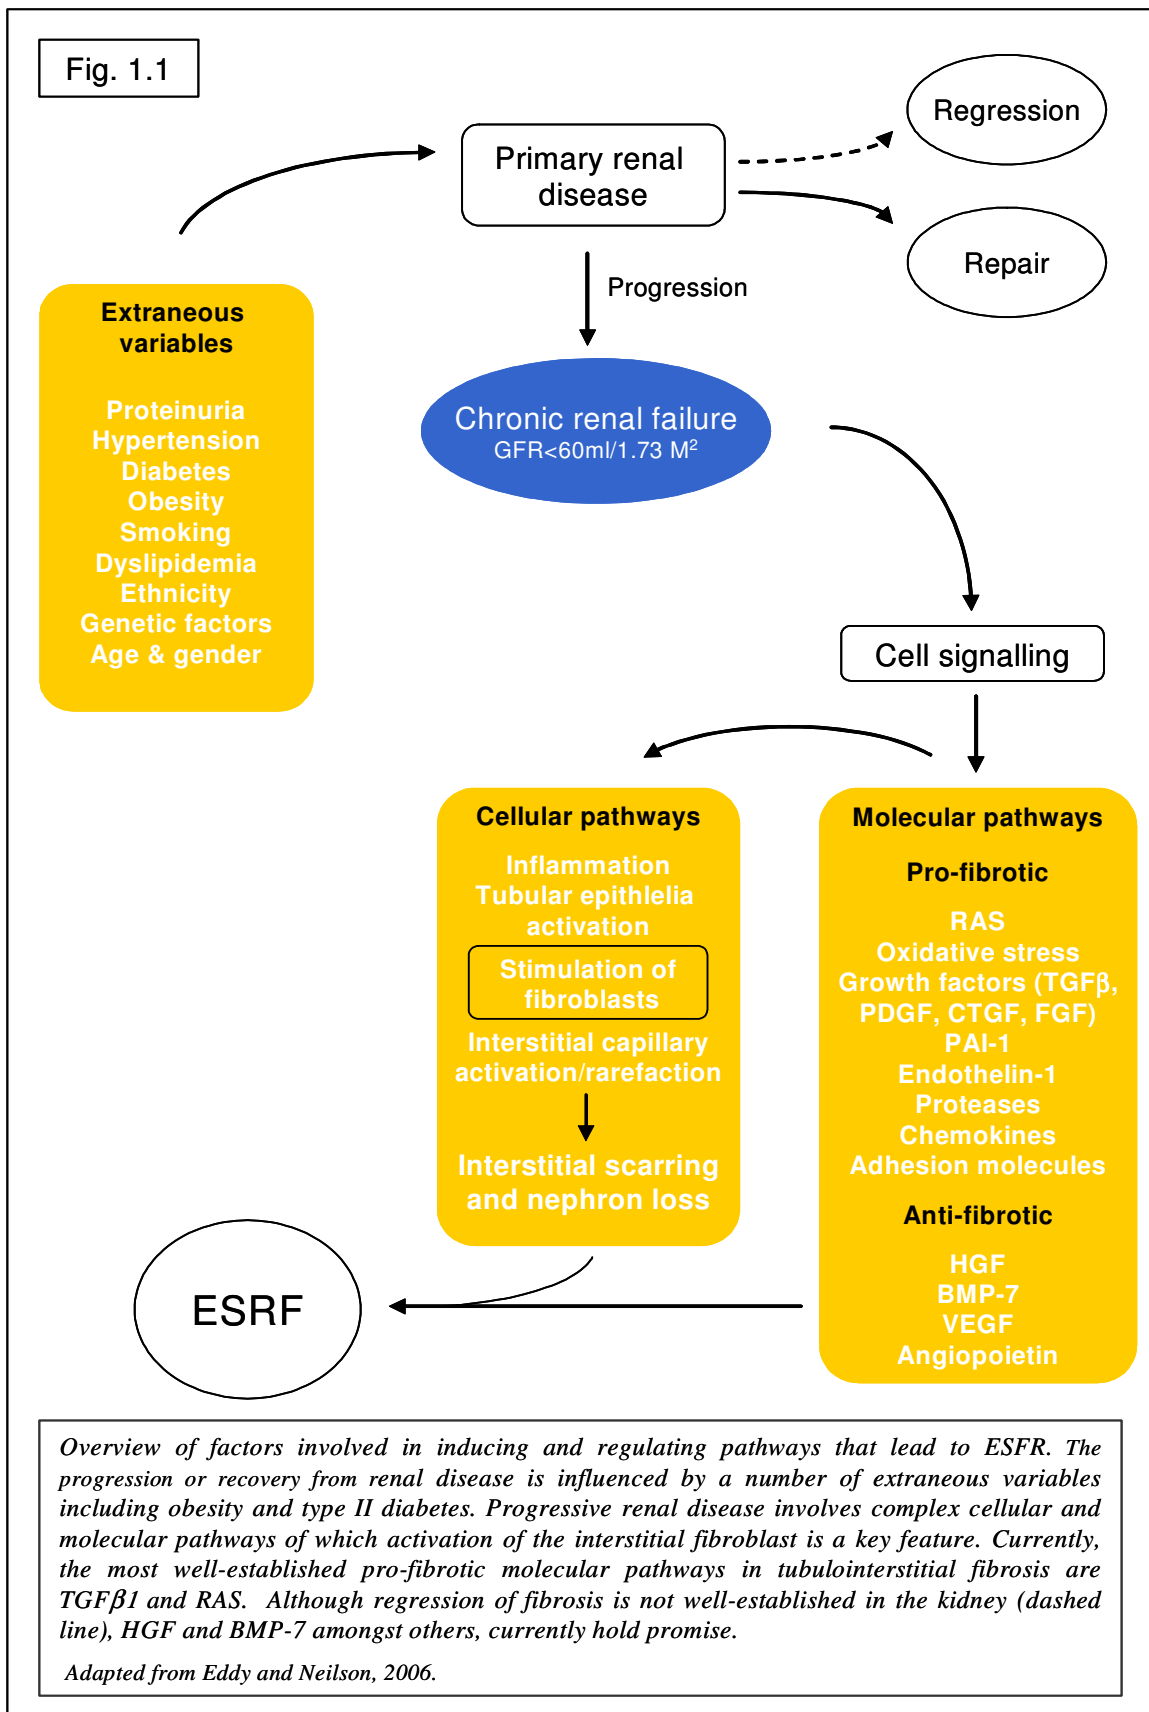 Fig. 1.1
Regression
Primary renal
disease
Repair
Progression
Extraneous
variables
Proteinuria
Hypertension
Diabetes
Obesity
Smoking
Dyslipidemia
Ethnicity
Genetic factors
Age & gender
Chronic renal failure
GFR<60ml/1.73 M²
Cell signalling
Cellular pathways
Inflammation
Tubular epithlelia
activation
Stimulation of
fibroblasts
Interstitial capillary
activation/rarefaction
Interstitial scarring
and nephron loss
Molecular pathways
Pro-fibrotic
RAS
Oxidative stress
Growth factors (TGFβ,
PDGF, CTGF, FGF)
PAI-1
Endothelin-1
Proteases
Chemokines
Adhesion molecules
Anti-fibrotic
HGF
BMP-7
VEGF
Angiopoietin
ESRF
Overview of factors involved in inducing and regulating pathways that lead to ESFR. The
progression or recovery from renal disease is influenced by a number of extraneous variables
including obesity and type II diabetes. Progressive renal disease involves complex cellular and
molecular pathways of which activation of the interstitial fibroblast is a key feature. Currently,
the most well-established pro-fibrotic molecular pathways in tubulointerstitial fibrosis are
TGFβ1 and RAS. Although regression of fibrosis is not well-established in the kidney (dashed
line), HGF and BMP-7 amongst others, currently hold promise.
Adapted from Eddy and Neilson, 2006.